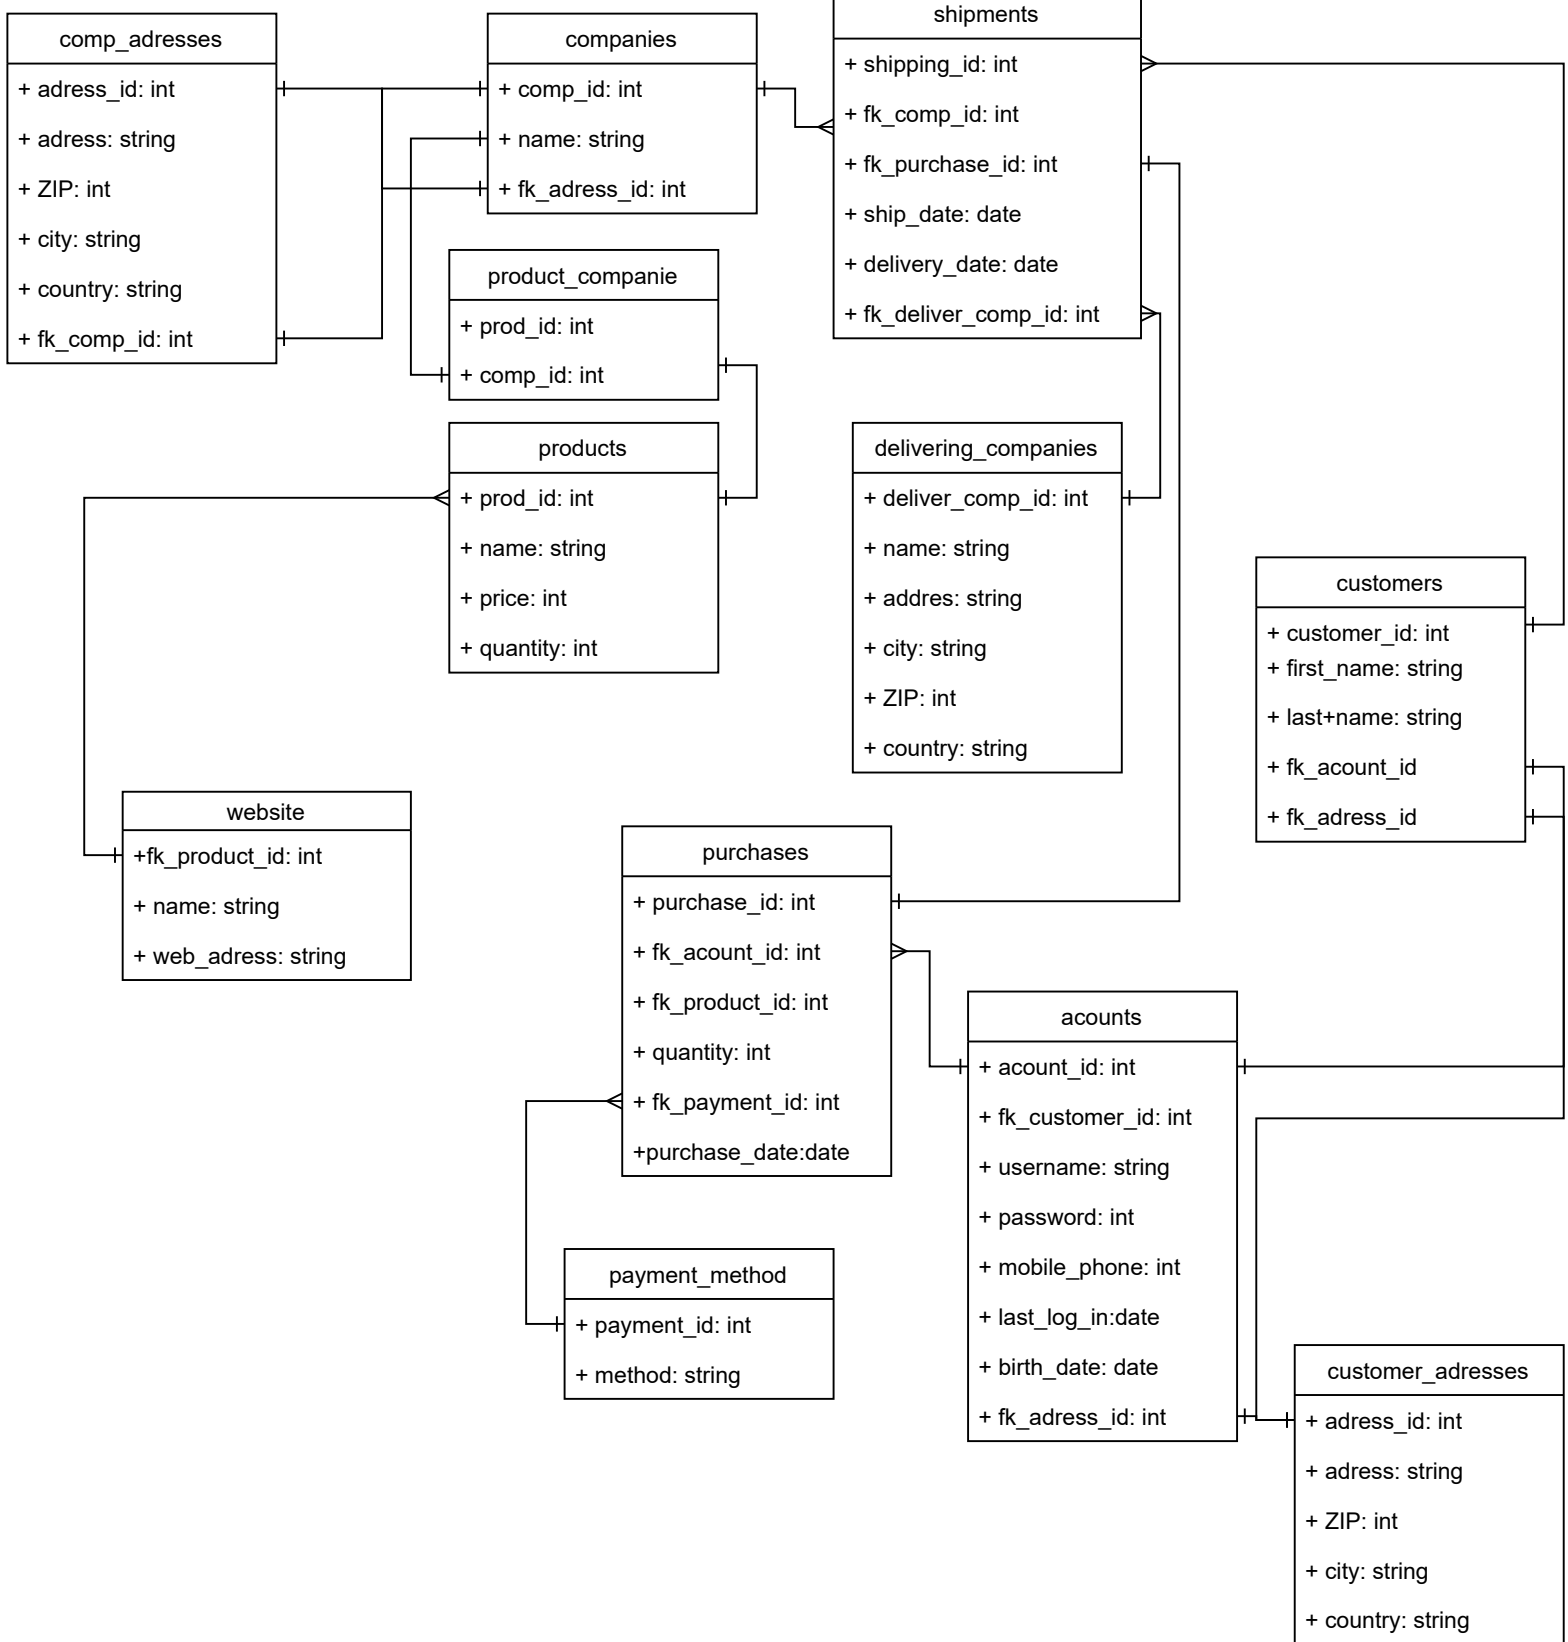 comp_adresses
+ adress_id: int
+ adress: string
+ ZIP: int
+ city: string
+ country: string
+ fk_comp_id: int
companies
+ comp_id: int
+ name: string
+ fk_adress_id: int
shipments
+ shipping_id: int
+ fk_comp_id: int
+ fk_purchase_id: int
+ ship_date: date
+ delivery_date: date
+ fk_deliver_comp_id: int
product_companie
+ prod_id: int
+ comp_id: int
products
+ prod_id: int
+ name: string
+ price: int
+ quantity: int
delivering_companies
+ deliver_comp_id: int
+ name: string
+ addres: string
+ city: string
+ ZIP: int
+ country: string
customers
+ customer_id: int
+ first_name: string
+ last+name: string
+ fk_acount_id
+ fk_adress_id
website
+fk_product_id: int
+ name: string
+ web_adress: string
purchases
+ purchase_id: int
+ fk_acount_id: int
+ fk_product_id: int
+ quantity: int
+ fk_payment_id: int
+purchase_date:date
acounts
+ acount_id: int
+ fk_customer_id: int
+ username: string
+ password: int
+ mobile_phone: int
+ last_log_in:date
+ birth_date: date
+ fk_adress_id: int
payment_method
+ payment_id: int
+ method: string
customer_adresses
+ adress_id: int
+ adress: string
+ ZIP: int
+ city: string
+ country: string